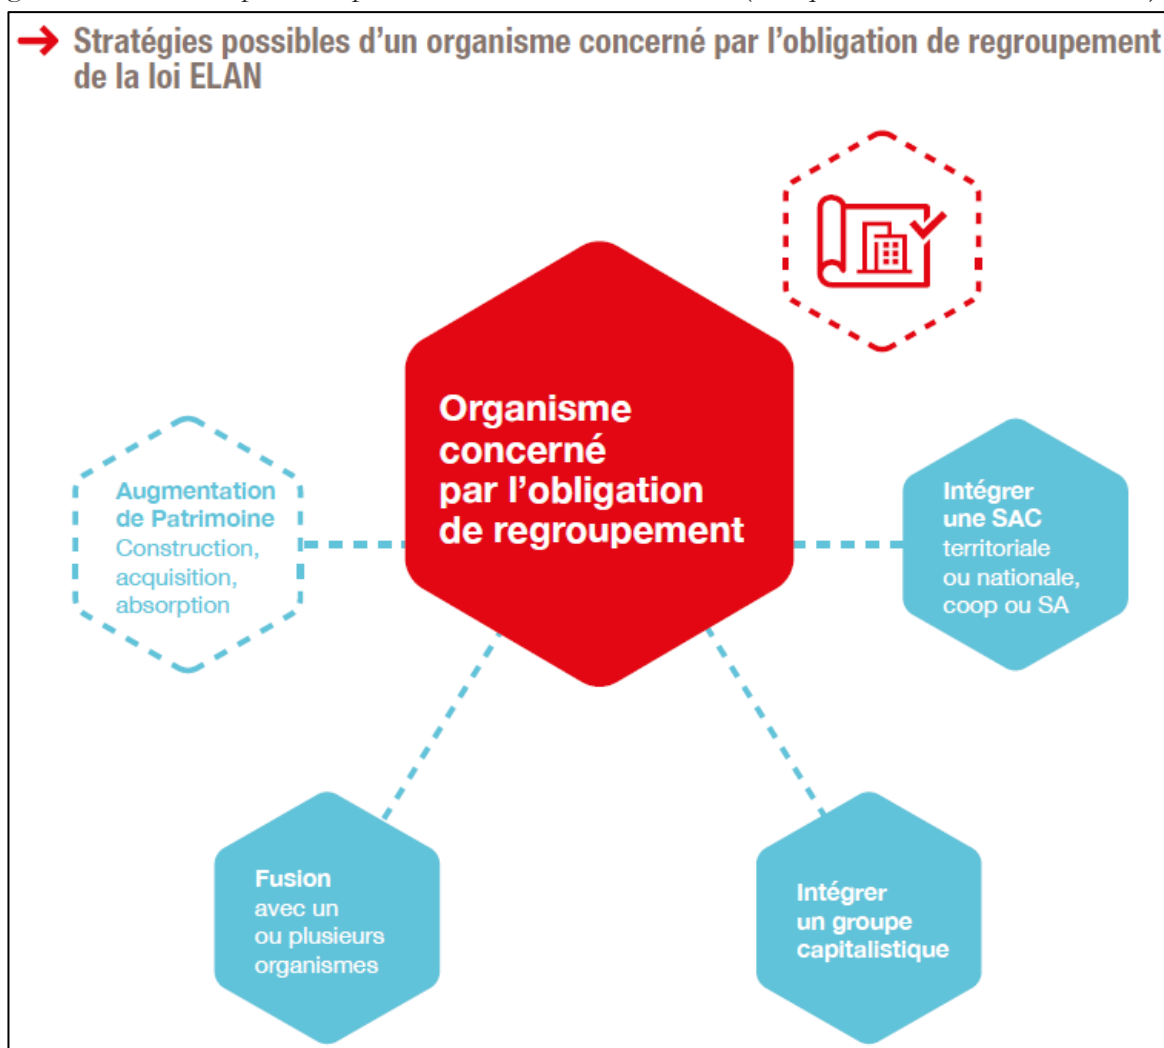 Stratégies possibles d'un organisme concerné par l'obligation de regroupement
de la loi ELAN
Organisme
concerné
par l'obligation
de regroupement
Augmentation
de Patrimoine
Construction,
acquisition,
absorption
Intégrer
une SAC
territoriale
ou nationale,
coop ou SA
Fusion
avec un
ou plusieurs
organismes
Intégrer
un groupe
capitalistique